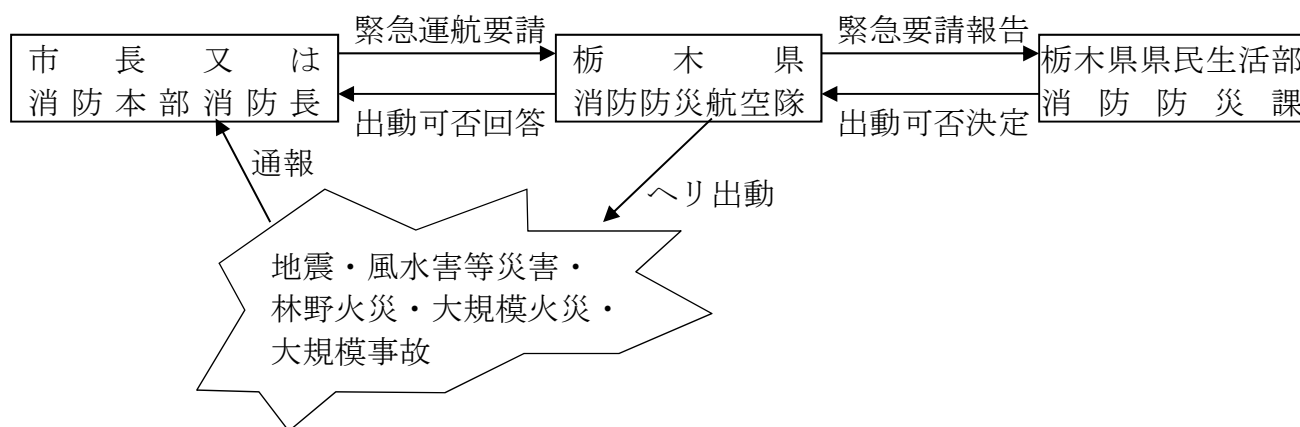 緊急運航要請
緊急要請報告
市長又は
消防本部消防長
栃木県
消防防災航空隊
栃木県県民生活部
消防防災課
出動可否回答
出動可否決定
通報
ヘリ出動
地震・風水害等災害・
林野火災・大規模火災・
大規模事故